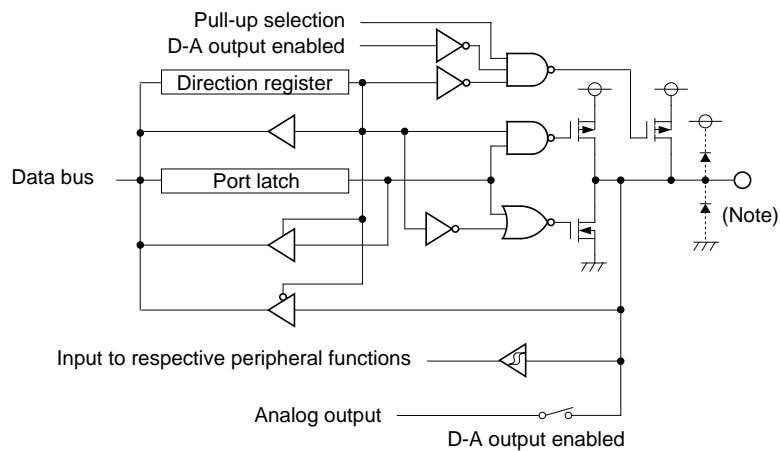 Pull-up selection
D-A output enabled
Direction register
Data bus
Port latch
(Note)
Input to respective peripheral functions
Analog output
D-A output enabled